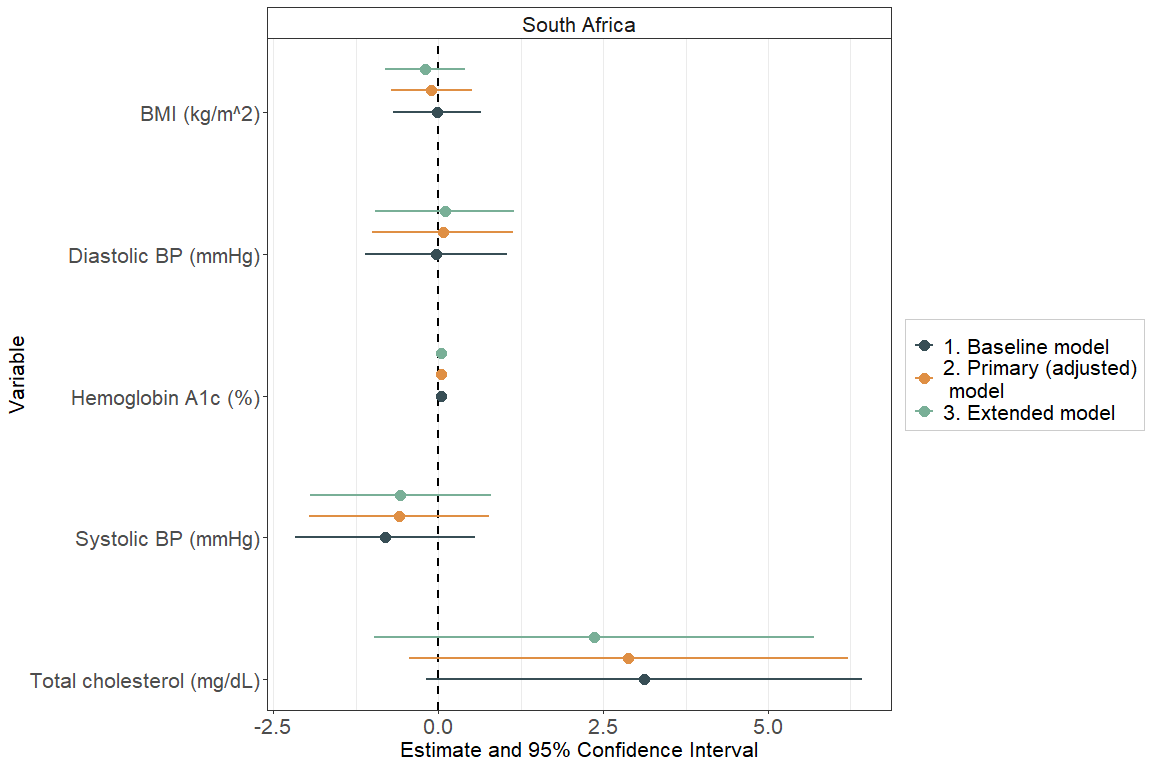 South Africa
BMI (kg/m^2)
Diastolic BP (mmHg)
Hemoglobin A1c (%)
Systolic BP (mmHg)
Total cholesterol (mg/dL)
Variable
-2.5
0.0
2.5
5.0
Estimate and 95% Confidence Interval
1. Baseline model
2. Primary (adjusted)
model
3. Extended model